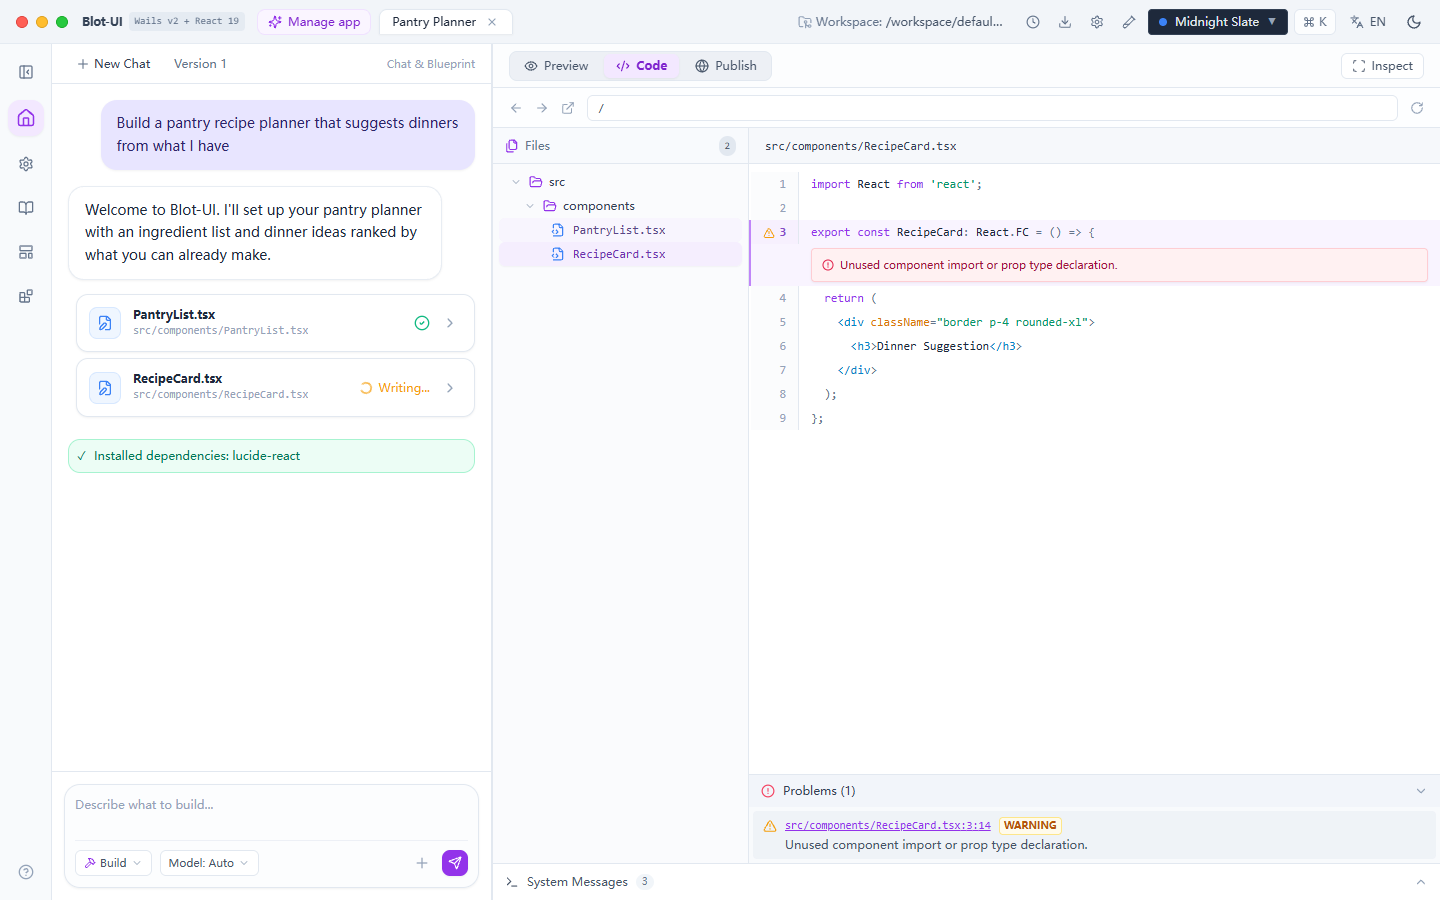 Blot-UI
Wails v2 + React 19
Manage app
Pantry Planner
Workspace: /workspace/defaul...
Midnight Slate
⌘ K
EN
New Chat
Version 1
Chat & Blueprint
Build a pantry recipe planner that suggests dinners
from what I have
Welcome to Blot-UI. I'll set up your pantry planner
with an ingredient list and dinner ideas ranked by
what you can already make.
PantryList.tsx
src/components/PantryList.tsx
RecipeCard.tsx
src/components/RecipeCard.tsx
Writing...
✓ Installed dependencies: lucide-react
Describe what to build...
Build
Model: Auto
Preview
Code
Publish
Inspect
/
Files
2
src
components
PantryList.tsx
RecipeCard.tsx
src/components/RecipeCard.tsx
1 import React from 'react';
2
3 export const RecipeCard: React.FC = () => {
Unused component import or prop type declaration.
4 return (
5 <div className="border p-4 rounded-xl">
6 <h3>Dinner Suggestion</h3>
7 </div>
8 );
9 };
Problems (1)
src/components/RecipeCard.tsx:3:14
WARNING
Unused component import or prop type declaration.
System Messages
3